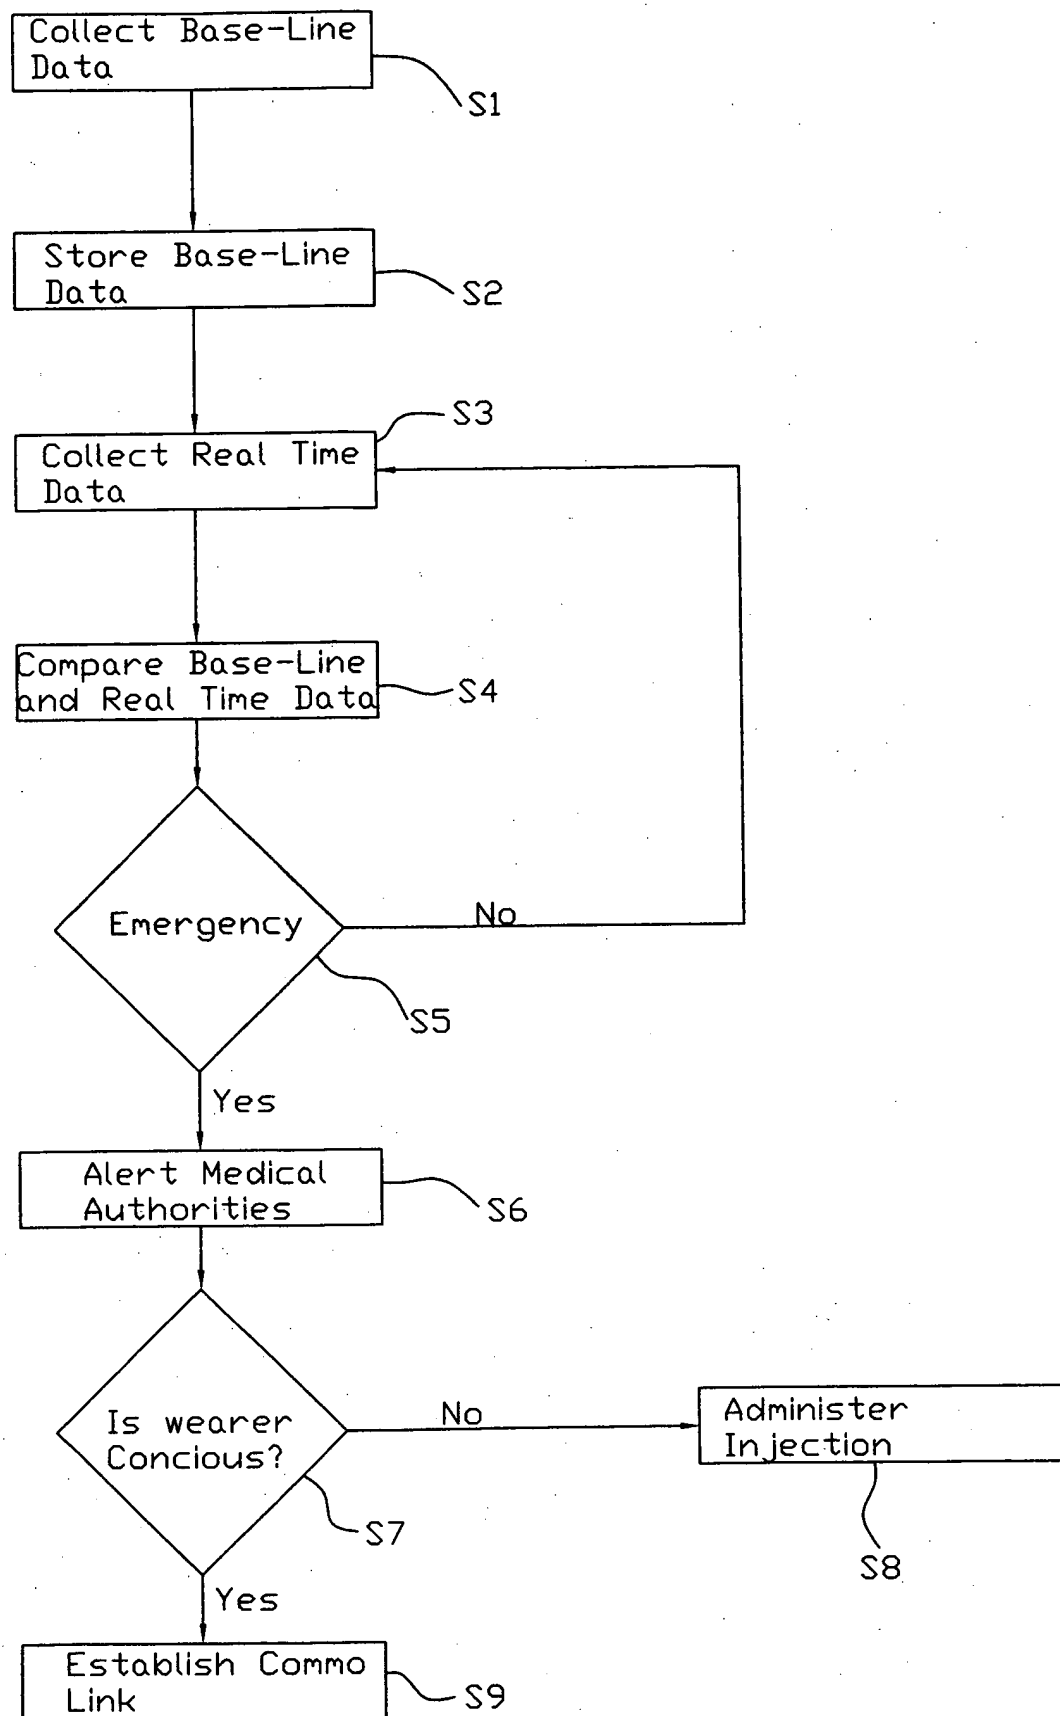 Collect Base-Line
Data
S1
Store Base-Line
Data
S2
S3
Collect Real Time
Data
Compare Base-Line
and Real Time Data
S4
Emergency
No
S5
Yes
Alert Medical
Authorities
S6
Is wearer
Concious?
No
Administer
Injection
S7
S8
Yes
Establish Commo
Link
S9